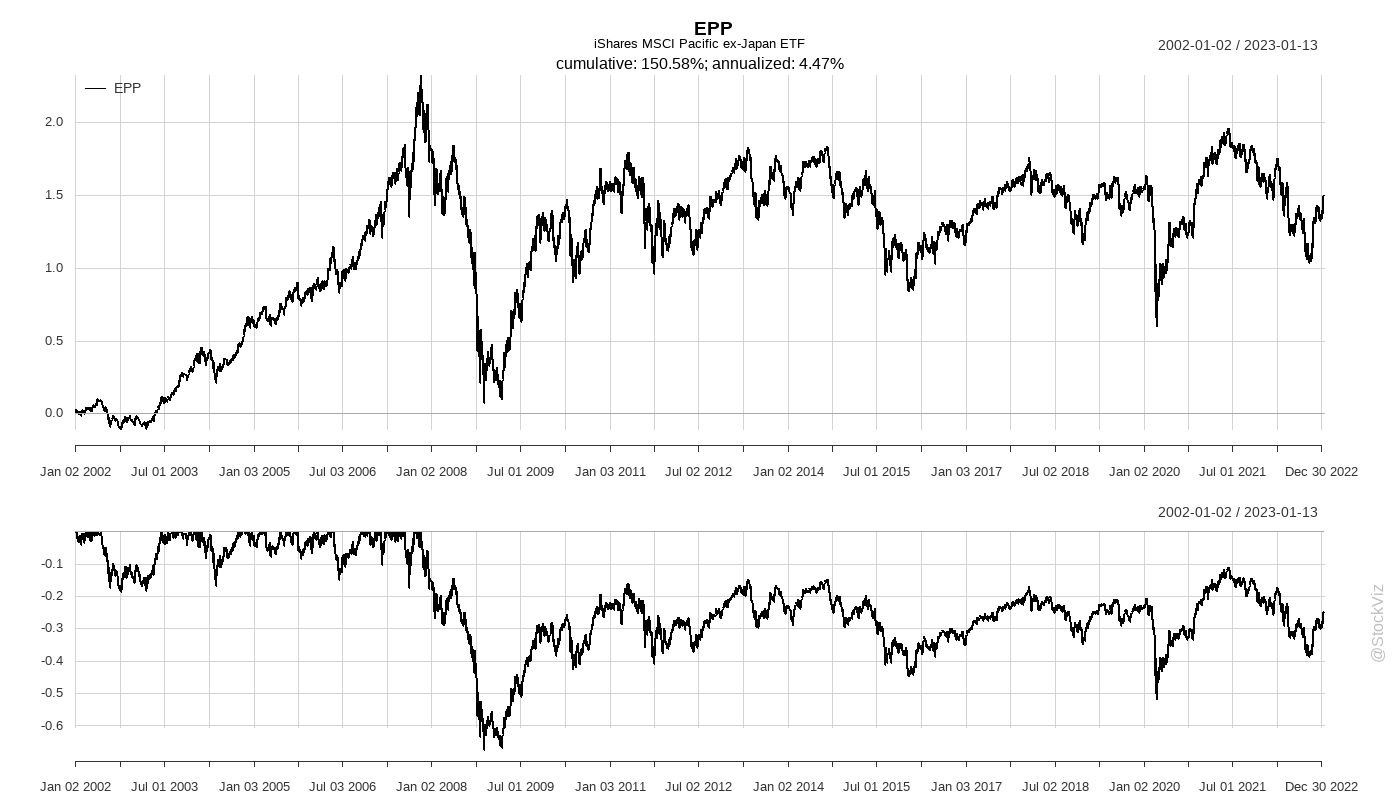 EPP
iShares MSCI Pacific ex-Japan ETF
2002-01-02 / 2023-01-13
cumulative: 150.58%; annualized: 4.47%
EPP
2.0
1.5
1.0
0.5
0.0
Jan 02 2002 Jul 01 2003 Jan 03 2005 Jul 03 2006 Jan 02 2008 Jul 01 2009 Jan 03 2011 Jul 02 2012 Jan 02 2014 Jul 01 2015 Jan 03 2017 Jul 02 2018 Jan 02 2020 Jul 01 2021 Dec 30 2022
2002-01-02 / 2023-01-13
-0.1
-0.2
-0.3
-0.4
-0.5
-0.6
Jan 02 2002 Jul 01 2003 Jan 03 2005 Jul 03 2006 Jan 02 2008 Jul 01 2009 Jan 03 2011 Jul 02 2012 Jan 02 2014 Jul 01 2015 Jan 03 2017 Jul 02 2018 Jan 02 2020 Jul 01 2021 Dec 30 2022
@StockViz